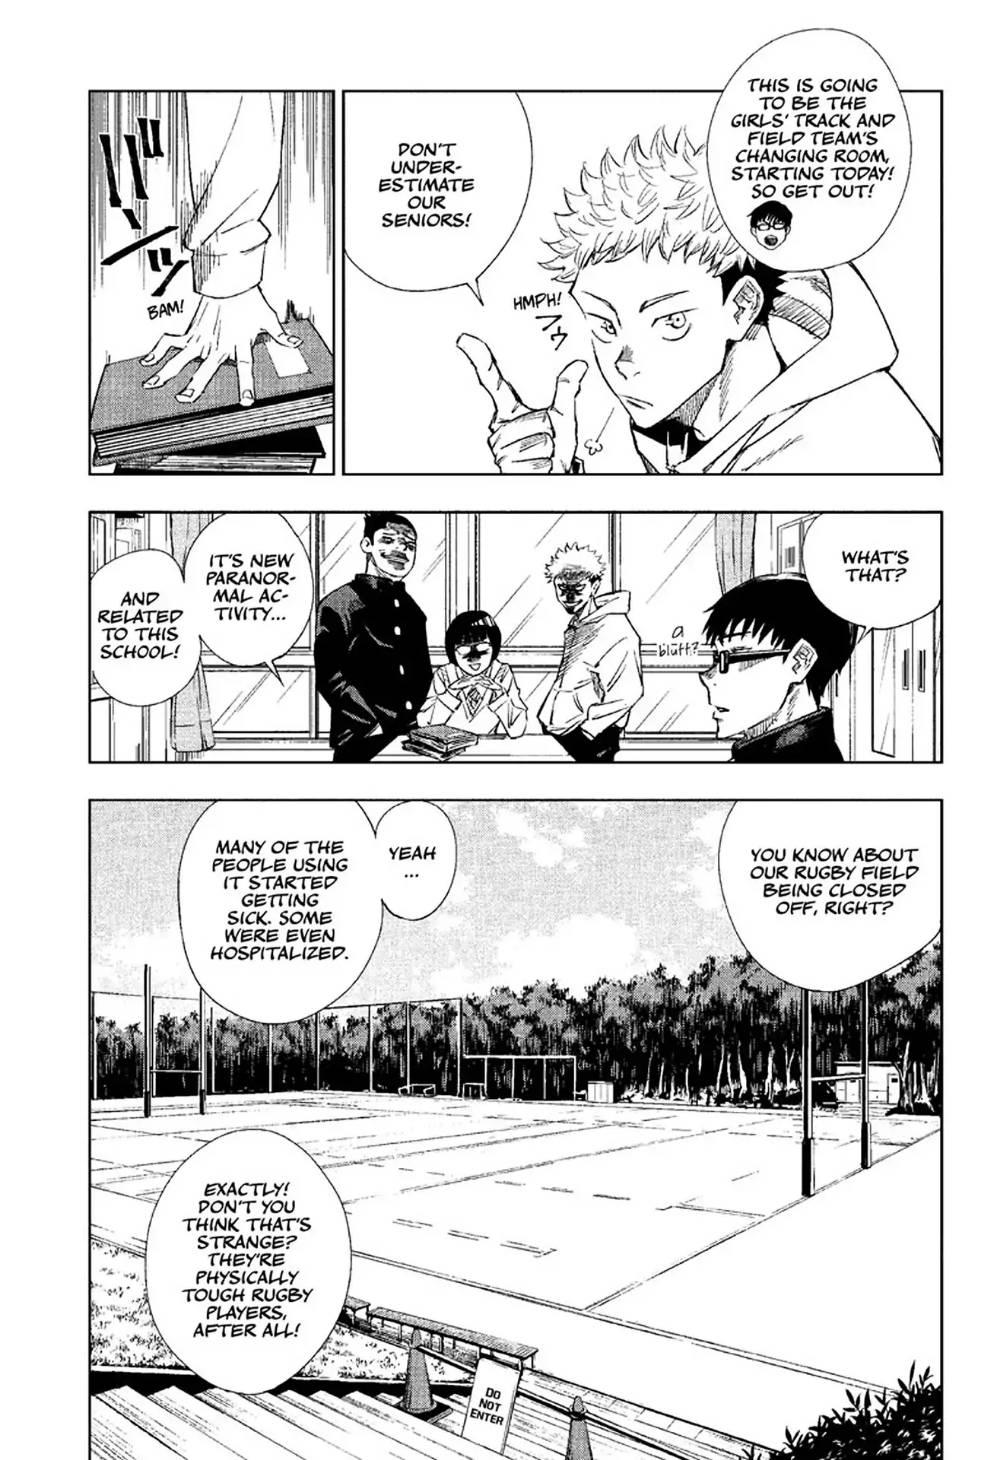 THIS IS GOING
TO BE THE
GIRLS' TRACK AND
FIELD TEAM'S
CHANGING ROOM,
STARTING TODAY!
SO GET OUT!
DON'T
UNDER-
ESTIMATE
OUR
SENIORS!
HMPH!
フゥ
バンッ
BAM!
WHAT'S
THAT?
a
bluff?
IT'S NEW
PARANOR-
MAL AC-
TIVITY...
AND
RELATED
TO THIS
SCHOOL!
YOU KNOW ABOUT
OUR RUGBY FIELD
BEING CLOSED
OFF, RIGHT?
YEAH
...
MANY OF THE
PEOPLE USING
IT STARTED
GETTING
SICK. SOME
WERE EVEN
HOSPITALIZED.
EXACTLY!
DON'T YOU
THINK THAT'S
STRANGE?
THEY'RE
PHYSICALLY
TOUGH RUGBY
PLAYERS,
AFTER ALL!
DO
NOT
ENTER